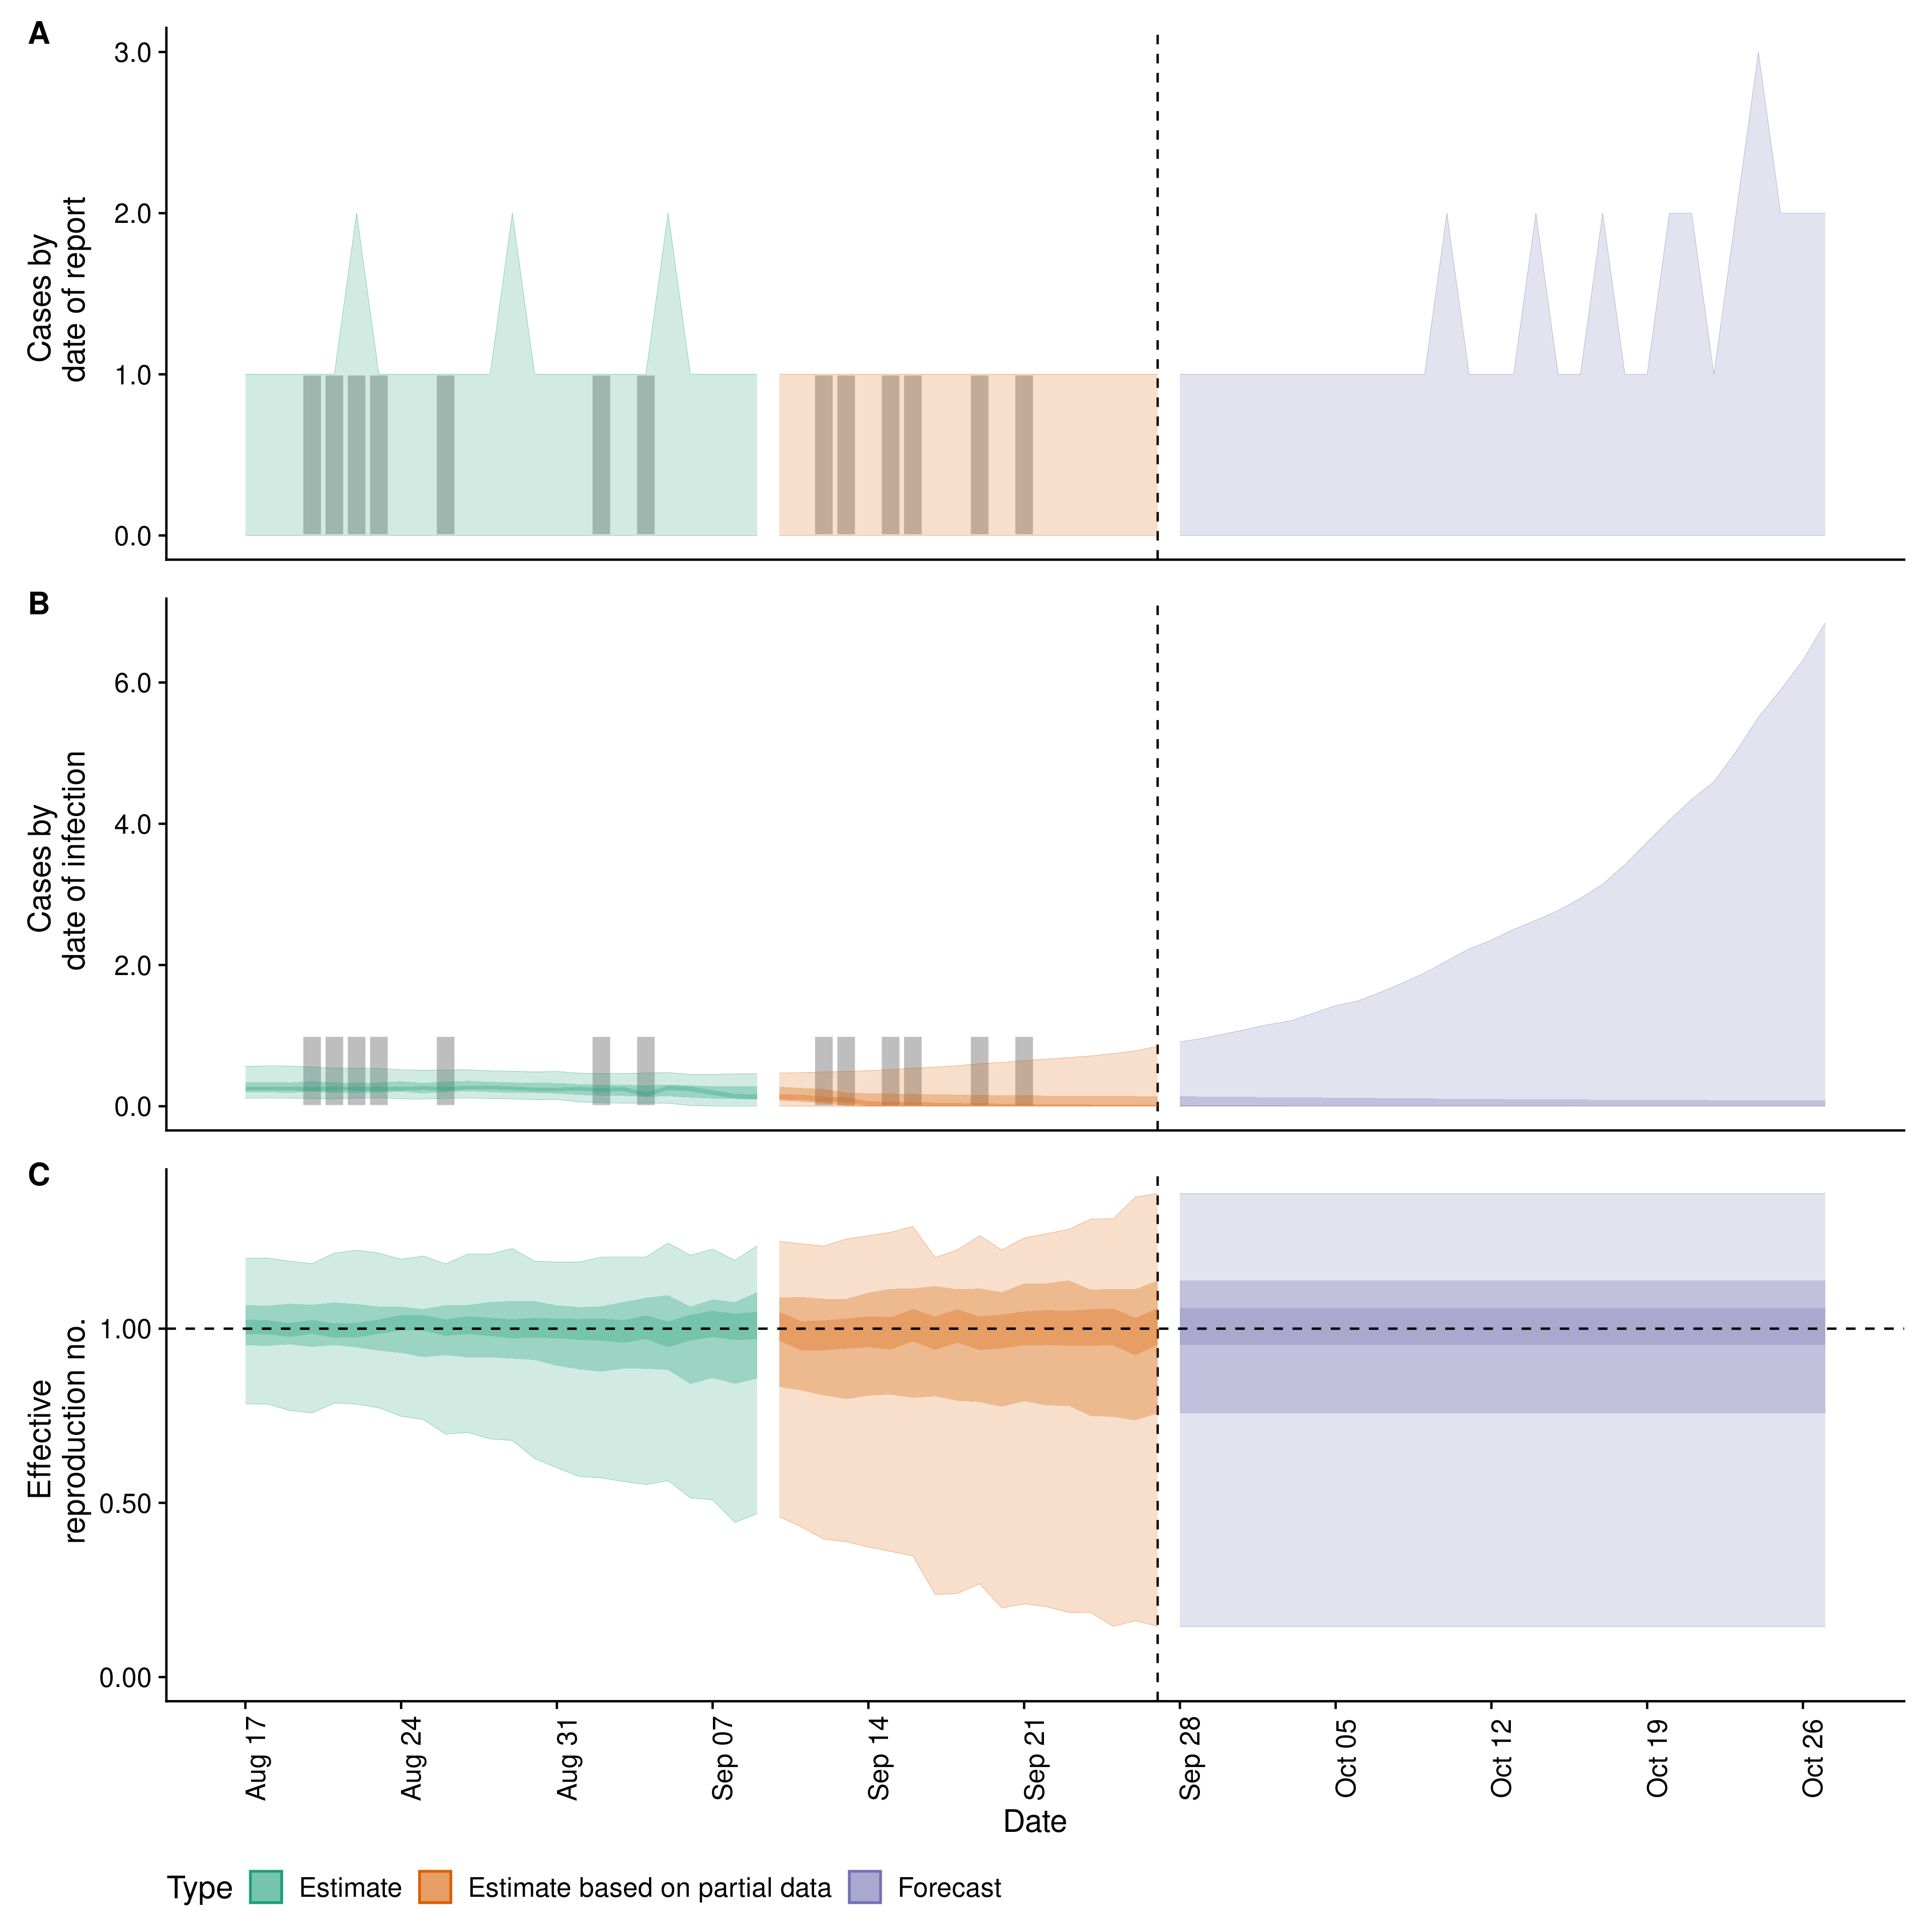 A
Cases by
date of report
3.0
2.0
1.0
0.0
B
Cases by
date of infection
6.0
4.0
2.0
0.0
C
Effective
reproduction no.
1.00
0.50
0.00
Aug 17
Aug 24
Aug 31
Sep 07
Sep 14
Sep 21
Sep 28
Oct 05
Oct 12
Oct 19
Oct 26
Date
Type Estimate Estimate based on partial data Forecast